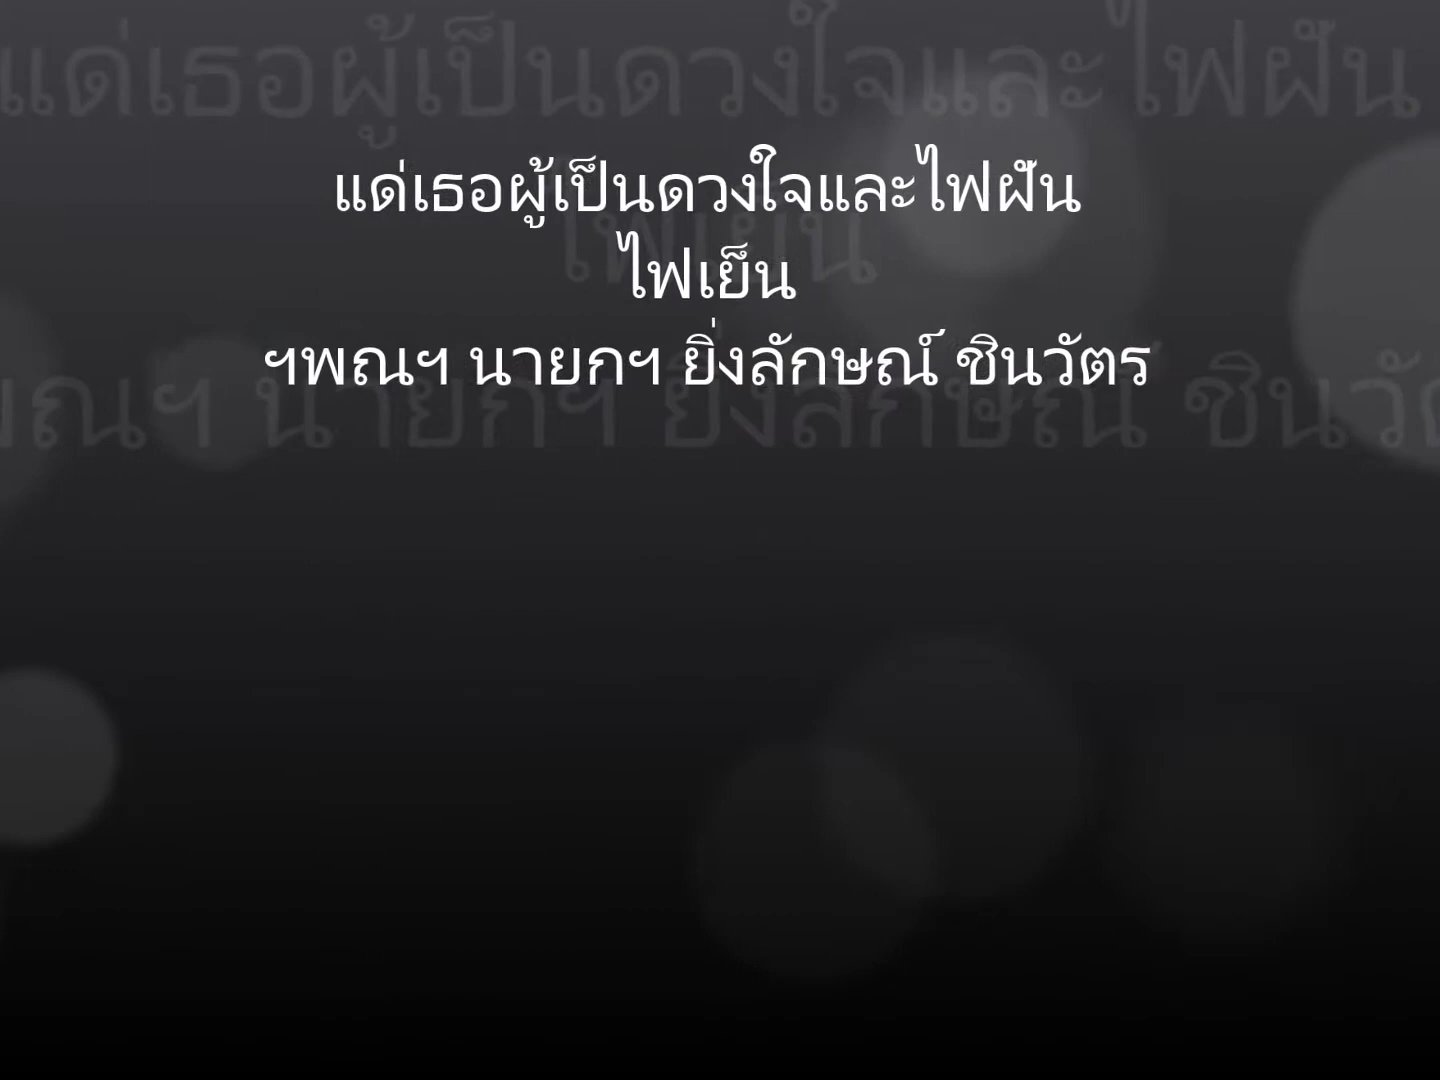 แด่เธอผู้เป็นดวงใจและไฟฝัน
ไฟเย็น
ฯพณฯ นายกฯ ยิ่งลักษณ์ ชินวัตร